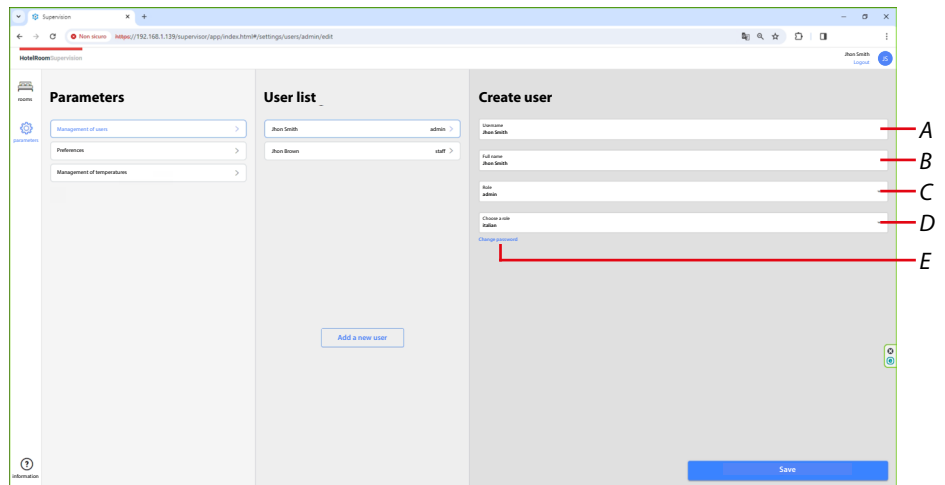 Supervision
Non sicuro https://192.168.1.139/supervisor/app/index.html#/settings/users/admin/edit
HotelRoomSupervision
Jhon Smith
Logout
JS
rooms
parameters
information
Parameters
Management of users
Preferences
Management of temperatures
User list
Jhon Smith admin
Jhon Brown staff
Add a new user
Create user
Username
Jhon Smith
A
Full name
Jhon Smith
B
Role
admin
C
Choose a role
italian
D
Change password
E
Save